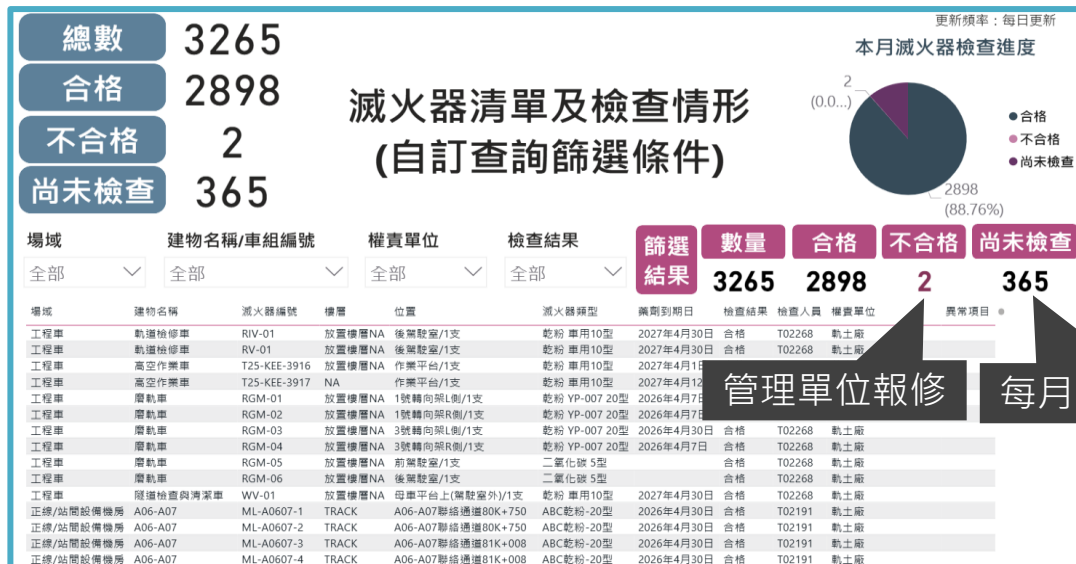 更新頻率：每日更新
總數 3265
合格 2898
不合格 2
尚未檢查 365
滅火器清單及檢查情形
(自訂查詢篩選條件)
本月滅火器檢查進度
2
(0.0...)
2898
(88.76%)
合格
不合格
尚未檢查
場域 建物名稱/車組編號 權責單位 檢查結果
全部 全部 全部 全部
篩選
結果
數量 合格 不合格 尚未檢查
3265 2898 2 365
場域 建物名稱 滅火器編號 樓層 位置 滅火器類型 藥劑到期日 檢查結果 檢查人員 權責單位 異常項目
工程車 軌道檢修車 RIV-01 放置樓層NA 後駕駛室/1支 乾粉 車用10型 2027年4月30日 合格 T02268 軌土廠
工程車 軌道檢修車 RV-01 放置樓層NA 後駕駛室/1支 乾粉 車用10型 2027年4月30日 合格 T02268 軌土廠
工程車 高空作業車 T25-KEE-3916 放置樓層NA 作業平台/1支 乾粉 車用10型 2027年4月1
工程車 高空作業車 T25-KEE-3917 NA 作業平台/1支 乾粉 車用10型 2027年4月12
工程車 磨軌車 RGM-01 放置樓層NA 1號轉向架L側/1支 乾粉 YP-007 20型 2026年4月7
工程車 磨軌車 RGM-02 放置樓層NA 1號轉向架R側/1支 乾粉 YP-007 20型 2026年4月7
工程車 磨軌車 RGM-03 放置樓層NA 3號轉向架L側/1支 乾粉 YP-007 20型 2026年4月30日 合格 T02268 軌土廠
工程車 磨軌車 RGM-04 放置樓層NA 3號轉向架R側/1支 乾粉 YP-007 20型 2026年4月7日 合格 T02268 軌土廠
工程車 磨軌車 RGM-05 放置樓層NA 前駕駛室/1支 二氧化碳 5型 合格 T02268 軌土廠
工程車 磨軌車 RGM-06 放置樓層NA 後駕駛室/1支 二氧化碳 5型 合格 T02268 軌土廠
工程車 隧道檢查與清潔車 WV-01 放置樓層NA 母車平台上(駕駛室外)/1支 乾粉 車用10型 2027年4月30日 合格 T02268 軌土廠
正線/站間設備機房 A06-A07 ML-A0607-1 TRACK A06-A07聯絡通道80K+750 ABC乾粉-20型 2026年4月30日 合格 T02191 軌土廠
正線/站間設備機房 A06-A07 ML-A0607-2 TRACK A06-A07聯絡通道80K+750 ABC乾粉-20型 2026年4月30日 合格 T02191 軌土廠
正線/站間設備機房 A06-A07 ML-A0607-3 TRACK A06-A07聯絡通道81K+008 ABC乾粉-20型 2026年4月30日 合格 T02191 軌土廠
正線/站間設備機房 A06-A07 ML-A0607-4 TRACK A06-A07聯絡通道81K+008 ABC乾粉-20型 2026年4月30日 合格 T02191 軌土廠
管理單位報修
每月